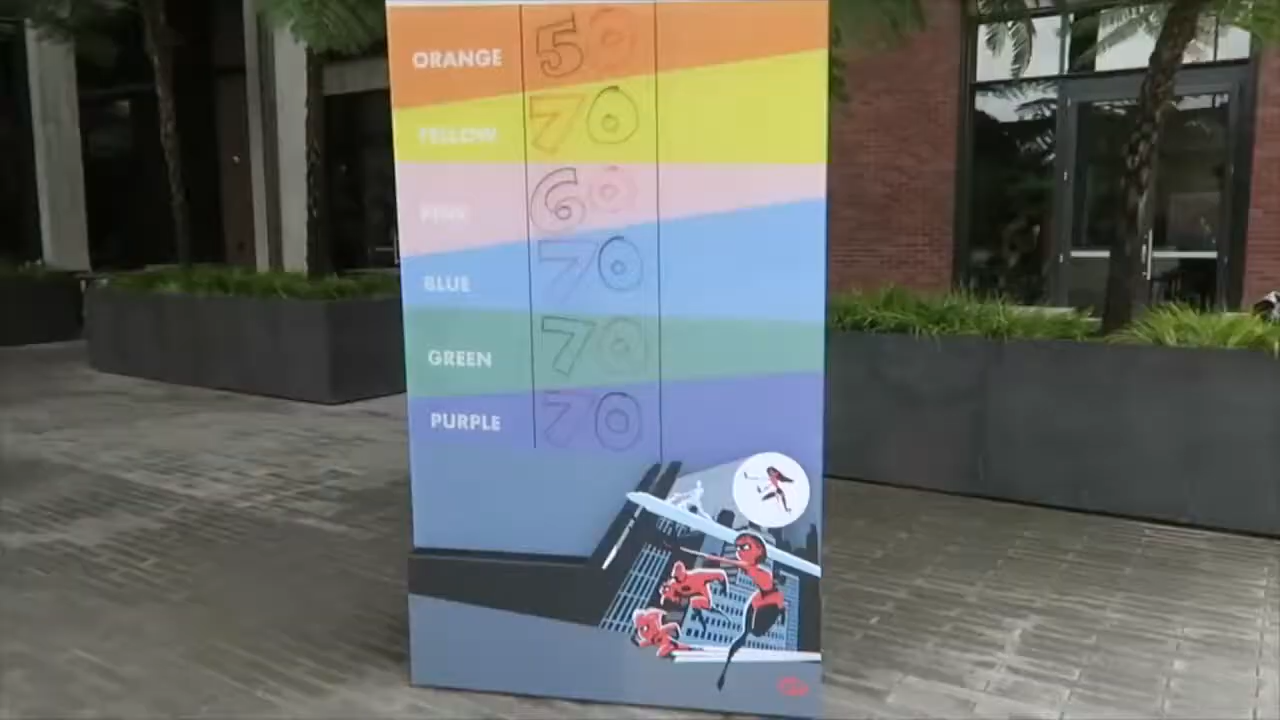 ORANGE 50
YELLOW 70
PINK 60
BLUE 70
GREEN 70
PURPLE 70